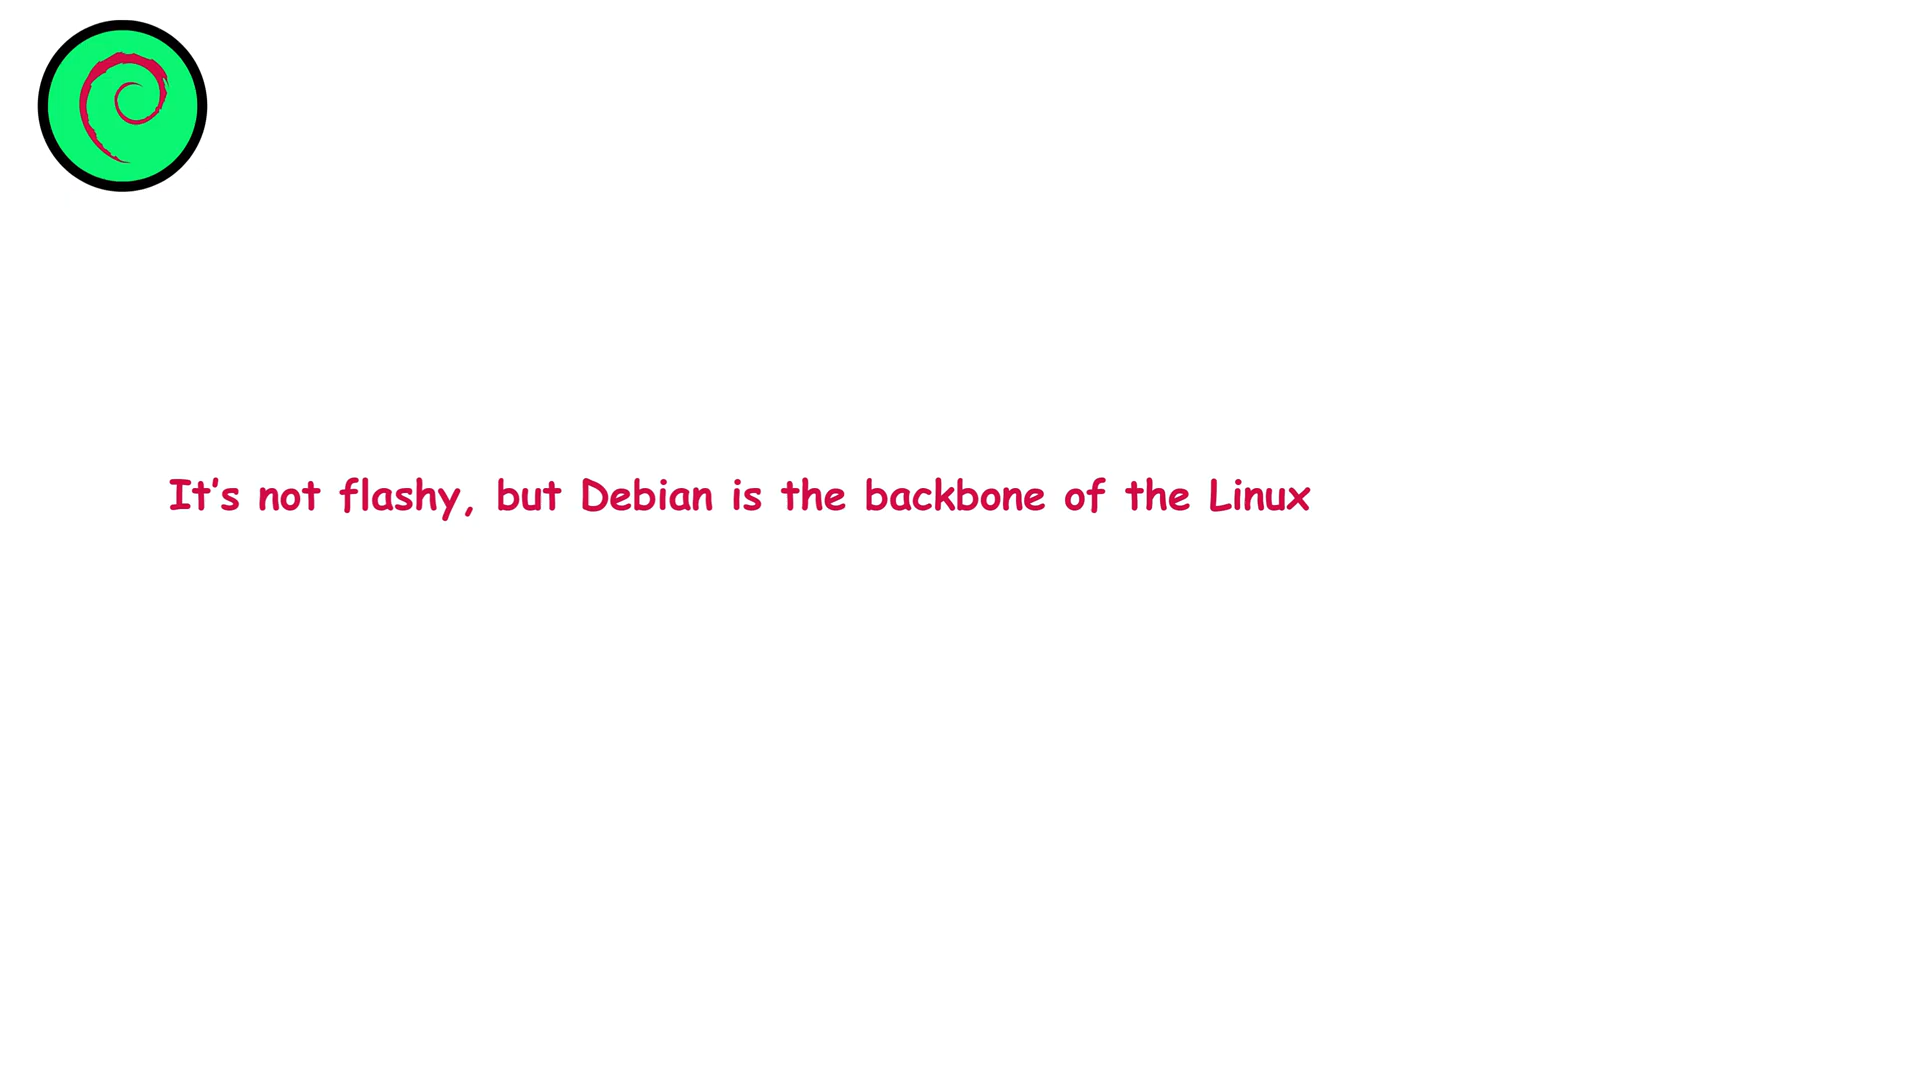 It's not flashy, but Debian is the backbone of the Linux